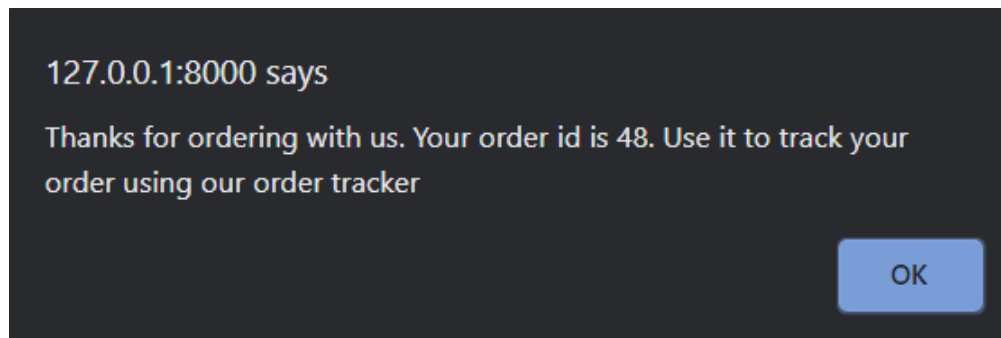 127.0.0.1:8000 says
Thanks for ordering with us. Your order id is 48. Use it to track your
order using our order tracker
OK